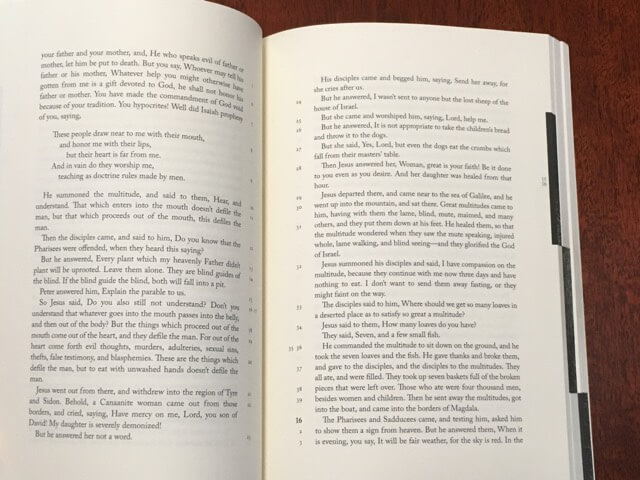 your father and your mother, and, He who speaks evil of father or
mother, let him be put to death. But you say, Whoever may tell his
father or his mother, Whatever help you might otherwise have
gotten from me is a gift devoted to God, he shall not honor his
father or mother. You have made the commandment of God void
because of your tradition. You hypocrites! Well did Isaiah prophesy
of you, saying,
These people draw near to me with their mouth,
and honor me with their lips,
but their heart is far from me.
And in vain do they worship me,
teaching as doctrine rules made by men.
He summoned the multitude, and said to them, Hear, and
understand. That which enters into the mouth doesn't defile the
man, but that which proceeds out of the mouth, this defiles the
man.
Then the disciples came, and said to him, Do you know that the
Pharisees were offended, when they heard this saying?
But he answered, Every plant which my heavenly Father didn't
plant will be uprooted. Leave them alone. They are blind guides of
the blind. If the blind guide the blind, both will fall into a pit.
Peter answered him, Explain the parable to us.
So Jesus said, Do you also still not understand? Don't you
understand that whatever goes into the mouth passes into the belly,
and then out of the body? But the things which proceed out of the
mouth come out of the heart, and they defile the man. For out of the
heart come forth evil thoughts, murders, adulteries, sexual sins,
thefts, false testimony, and blasphemies. These are the things which
defile the man, but to eat with unwashed hands doesn't defile the
man.
Jesus went out from there, and withdrew into the region of Tyre
and Sidon. Behold, a Canaanite woman came out from those
borders, and cried, saying, Have mercy on me, Lord, you son of
David! My daughter is severely demonized!
But he answered her not a word.
His disciples came and begged him, saying, Send her away, for
she cries after us.
24 But he answered, I wasn't sent to anyone but the lost sheep of the
house of Israel.
25 But she came and worshiped him, saying, Lord, help me.
26 But he answered, It is not appropriate to take the children's bread
and throw it to the dogs.
27 But she said, Yes, Lord, but even the dogs eat the crumbs which
fall from their masters' table.
28 Then Jesus answered her, Woman, great is your faith! Be it done
to you even as you desire. And her daughter was healed from that
hour.
29 Jesus departed there, and came near to the sea of Galilee, and he
30 went up into the mountain, and sat there. Great multitudes came to
him, having with them the lame, blind, mute, maimed, and many
31 others, and they put them down at his feet. He healed them, so that
the multitude wondered when they saw the mute speaking, injured
whole, lame walking, and blind seeing—and they glorified the God
of Israel.
32 Jesus summoned his disciples and said, I have compassion on the
multitude, because they continue with me now three days and have
nothing to eat. I don't want to send them away fasting, or they
might faint on the way.
33 The disciples said to him, Where should we get so many loaves in
a deserted place as to satisfy so great a multitude?
34 Jesus said to them, How many loaves do you have?
They said, Seven, and a few small fish.
35 36 He commanded the multitude to sit down on the ground, and he
took the seven loaves and the fish. He gave thanks and broke them,
37 and gave to the disciples, and the disciples to the multitudes. They
all ate, and were filled. They took up seven baskets full of the broken
38 pieces that were left over. Those who ate were four thousand men,
39 besides women and children. Then he sent away the multitudes, got
into the boat, and came into the borders of Magdala.
16 The Pharisees and Sadducees came, and testing him, asked him
2 to show them a sign from heaven. But he answered them, When it
3 is evening, you say, It will be fair weather, for the sky is red. In the